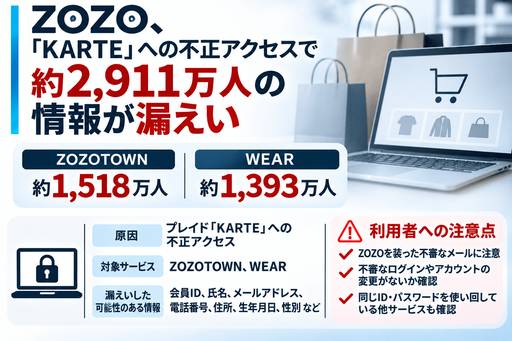 ZOZO、
「KARTE」への不正アクセスで
約2,911万人の
情報が漏えい
ZOZOTOWN
約1,518万人
WEAR
約1,393万人
原因
プレイド「KARTE」への
不正アクセス
対象サービス
ZOZOTOWN、WEAR
漏えいした
可能性のある情報
会員ID、氏名、メールアドレス、
電話番号、住所、生年月日、性別 など
利用者への注意点
ZOZOを装った不審なメールに注意
不審なログインやアカウントの
変更がないか確認
同じID・パスワードを使い回して
いる他サービスも確認